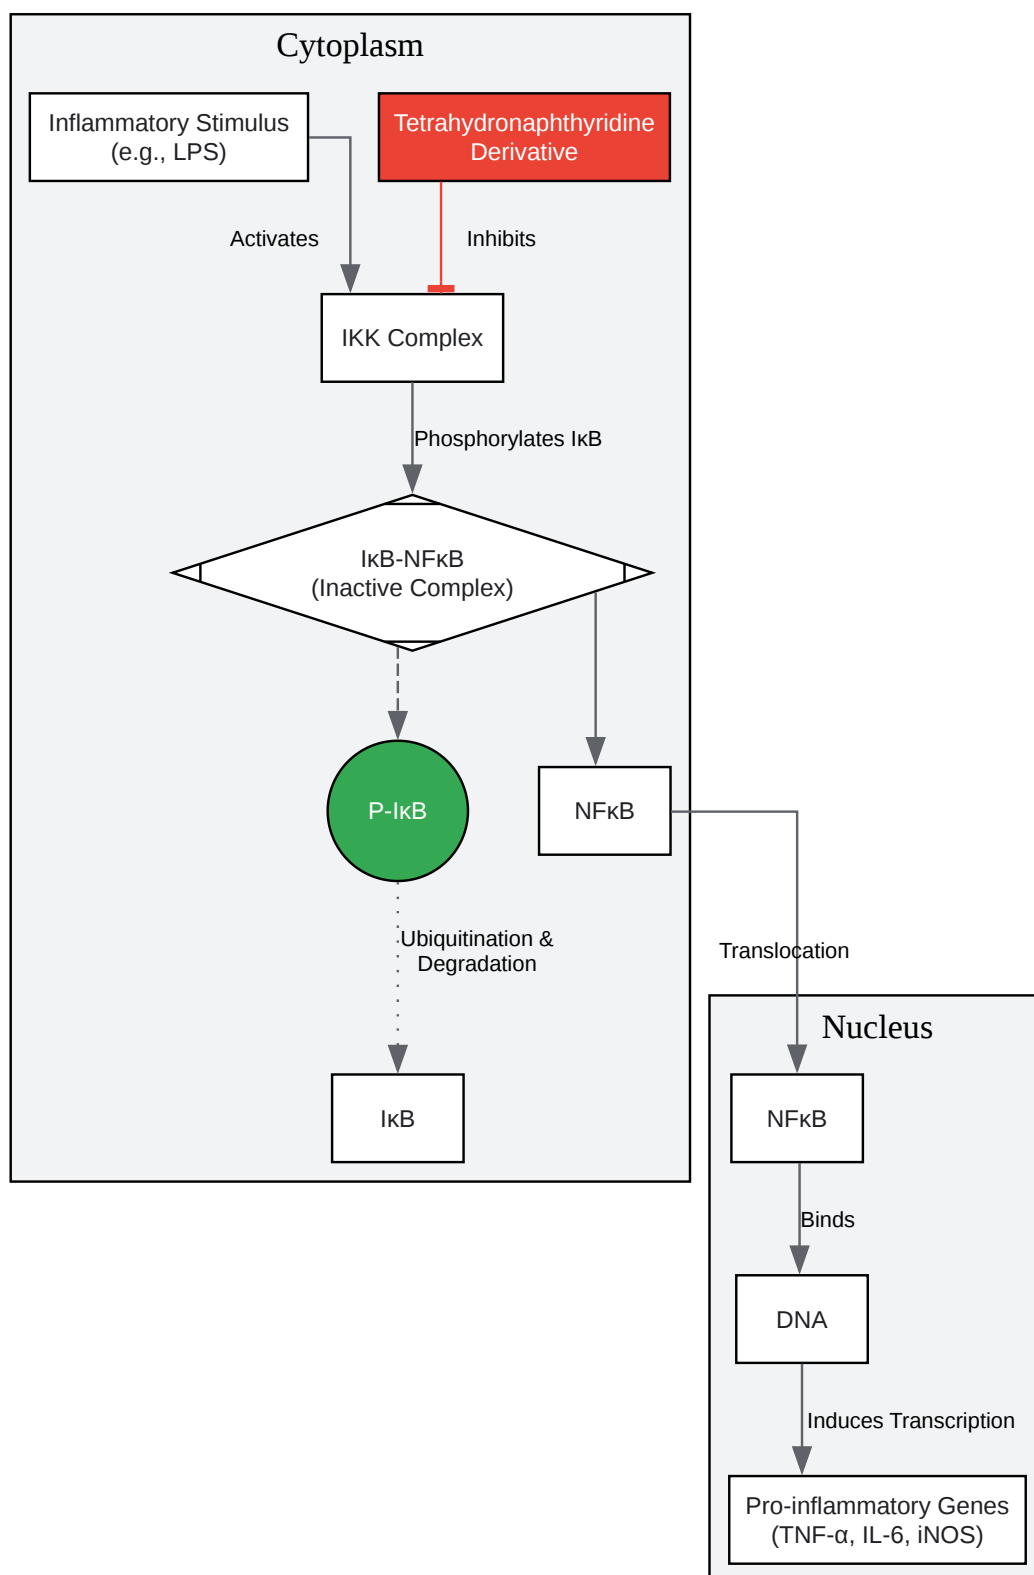 Cytoplasm
Inflammatory Stimulus
(e.g., LPS)
Tetrahydronaphthyridine
Derivative
Activates
Inhibits
IKK Complex
Phosphorylates IκB
IκB-NFκB
(Inactive Complex)
P-IκB
NFκB
Ubiquitination &
Degradation
Translocation
IκB
Nucleus
NFκB
Binds
DNA
Induces Transcription
Pro-inflammatory Genes
(TNF-α, IL-6, iNOS)